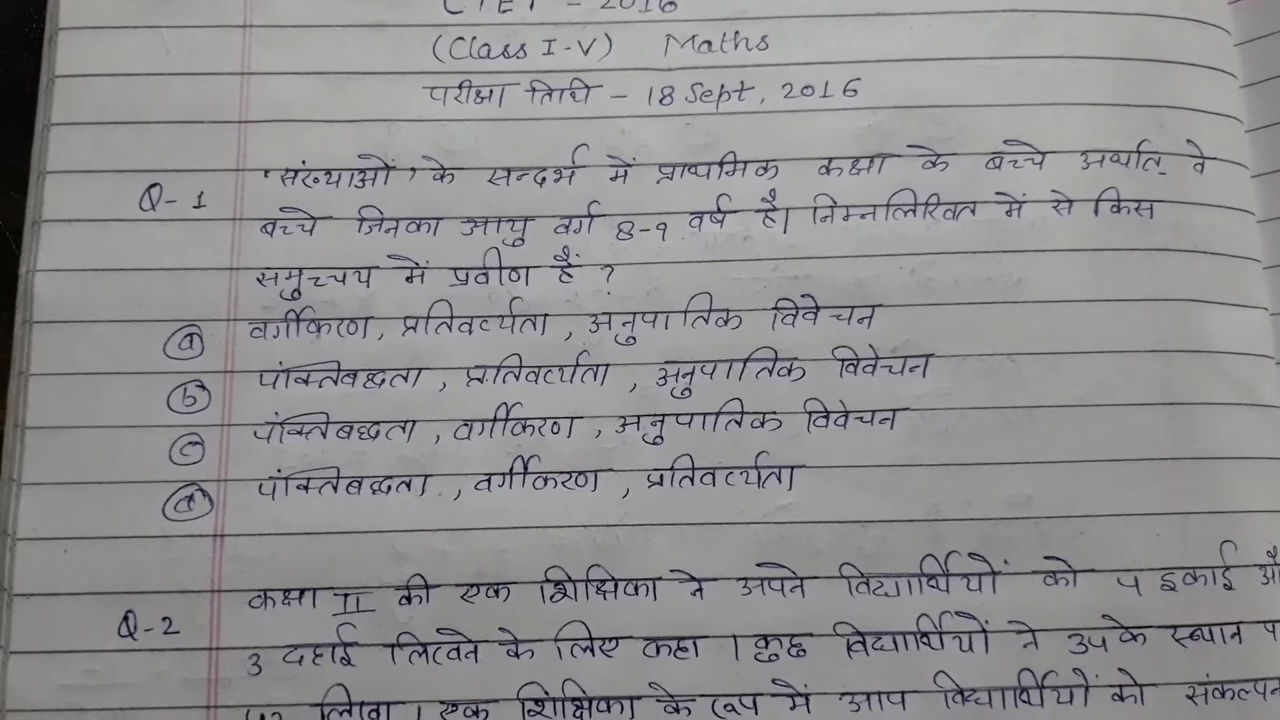 CTET - 2016
(Class I-V) Maths
परीक्षा तिथि - 18 Sept, 2016
Q-1 'संख्याओं' के सन्दर्भ में प्राथमिक कक्षा के बच्चे अर्थात् वे
बच्चे जिनका आयु वर्ग 8-9 वर्ष है। निम्नलिखित में से किस
समुच्चय में प्रवीण हैं ?
(a) वर्गीकरण, प्रतिवर्त्यता, अनुपातिक विवेचन
(b) पंक्तिबद्धता, प्रतिवर्त्यता, अनुपातिक विवेचन
(c) पंक्तिबद्धता, वर्गीकरण, अनुपातिक विवेचन
(d) पंक्तिबद्धता, वर्गीकरण, प्रतिवर्त्यता
Q-2 कक्षा II की एक शिक्षिका ने अपने विद्यार्थियों को 4 इकाई
3 दहाई लिखने के लिए कहा। कुछ विद्यार्थियों ने 34 के स्थान
लिखा। एक शिक्षिका के रूप में आप विद्यार्थियों को